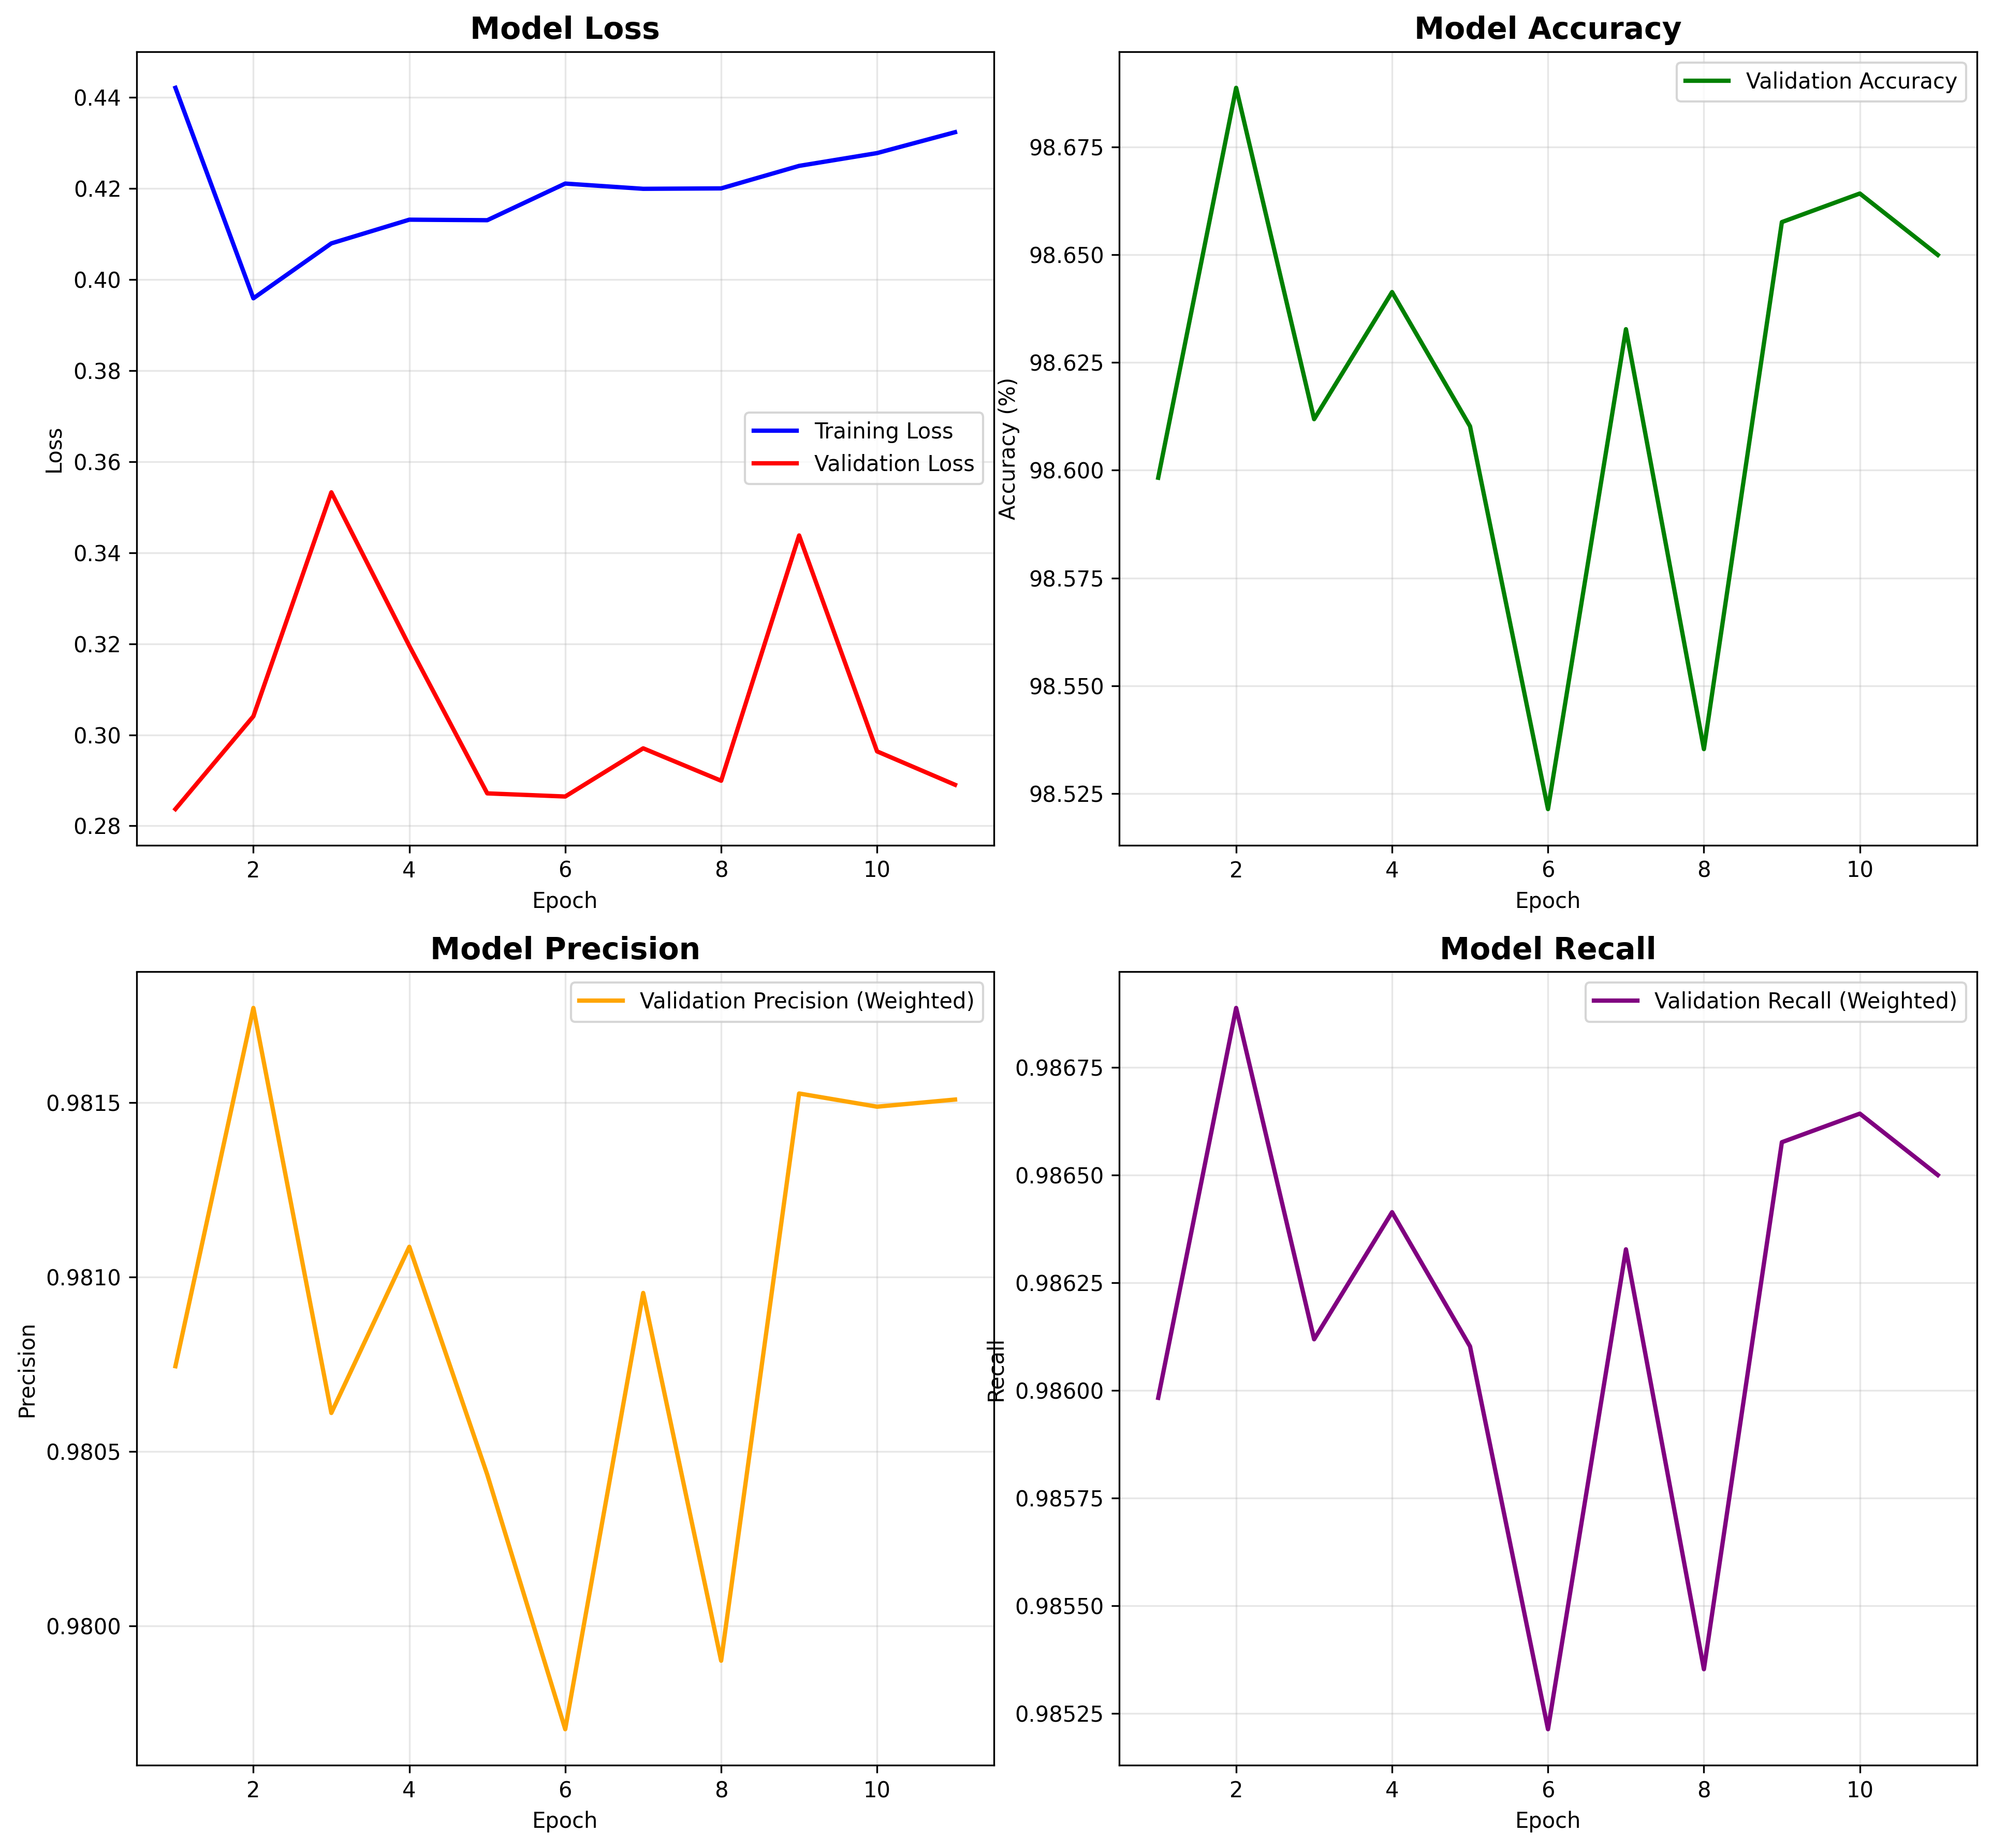 Model Loss
Loss
0.44
0.42
0.40
0.38
0.36
0.34
0.32
0.30
0.28
Training Loss
Validation Loss
2 4 6 8 10
Epoch
Model Accuracy
Accuracy (%)
98.675
98.650
98.625
98.600
98.575
98.550
98.525
Validation Accuracy
2 4 6 8 10
Epoch
Model Precision
Precision
0.9815
0.9810
0.9805
0.9800
Validation Precision (Weighted)
2 4 6 8 10
Epoch
Model Recall
Recall
0.98675
0.98650
0.98625
0.98600
0.98575
0.98550
0.98525
Validation Recall (Weighted)
2 4 6 8 10
Epoch